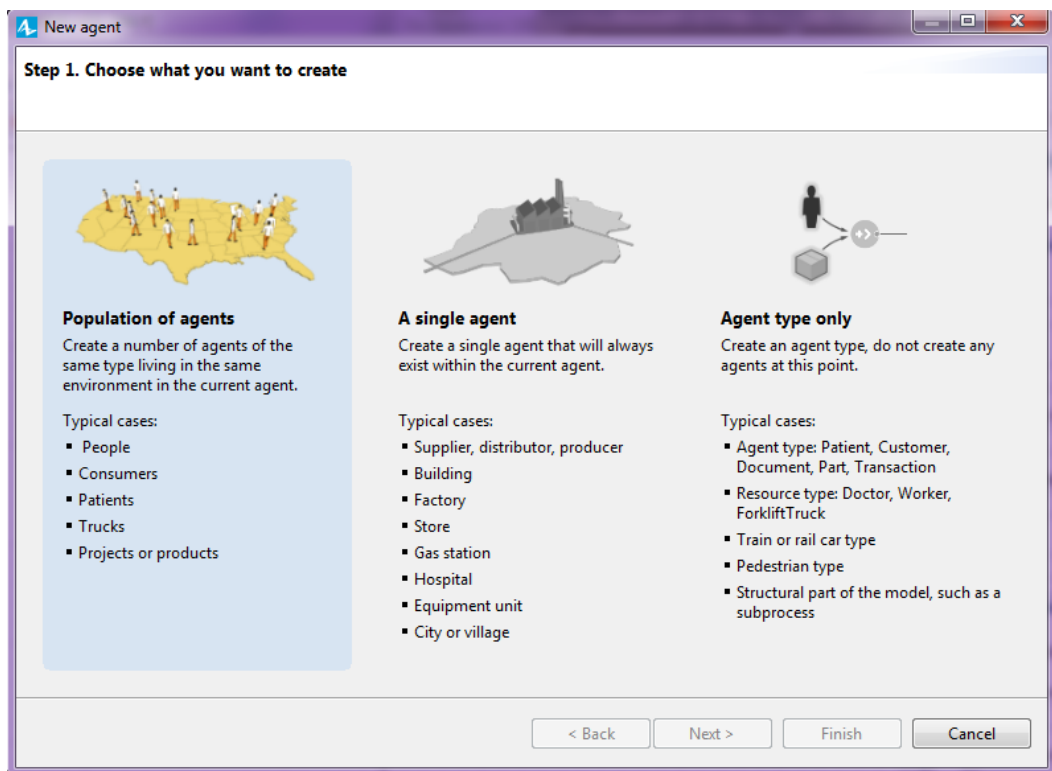 New agent
Step 1. Choose what you want to create
Population of agents
Create a number of agents of the
same type living in the same
environment in the current agent.
Typical cases:
▪ People
▪ Consumers
▪ Patients
▪ Trucks
▪ Projects or products
A single agent
Create a single agent that will always
exist within the current agent.
Typical cases:
▪ Supplier, distributor, producer
▪ Building
▪ Factory
▪ Store
▪ Gas station
▪ Hospital
▪ Equipment unit
▪ City or village
Agent type only
Create an agent type, do not create any
agents at this point.
Typical cases:
▪ Agent type: Patient, Customer,
Document, Part, Transaction
▪ Resource type: Doctor, Worker,
ForkliftTruck
▪ Train or rail car type
▪ Pedestrian type
▪ Structural part of the model, such as a
subprocess
< Back
Next >
Finish
Cancel